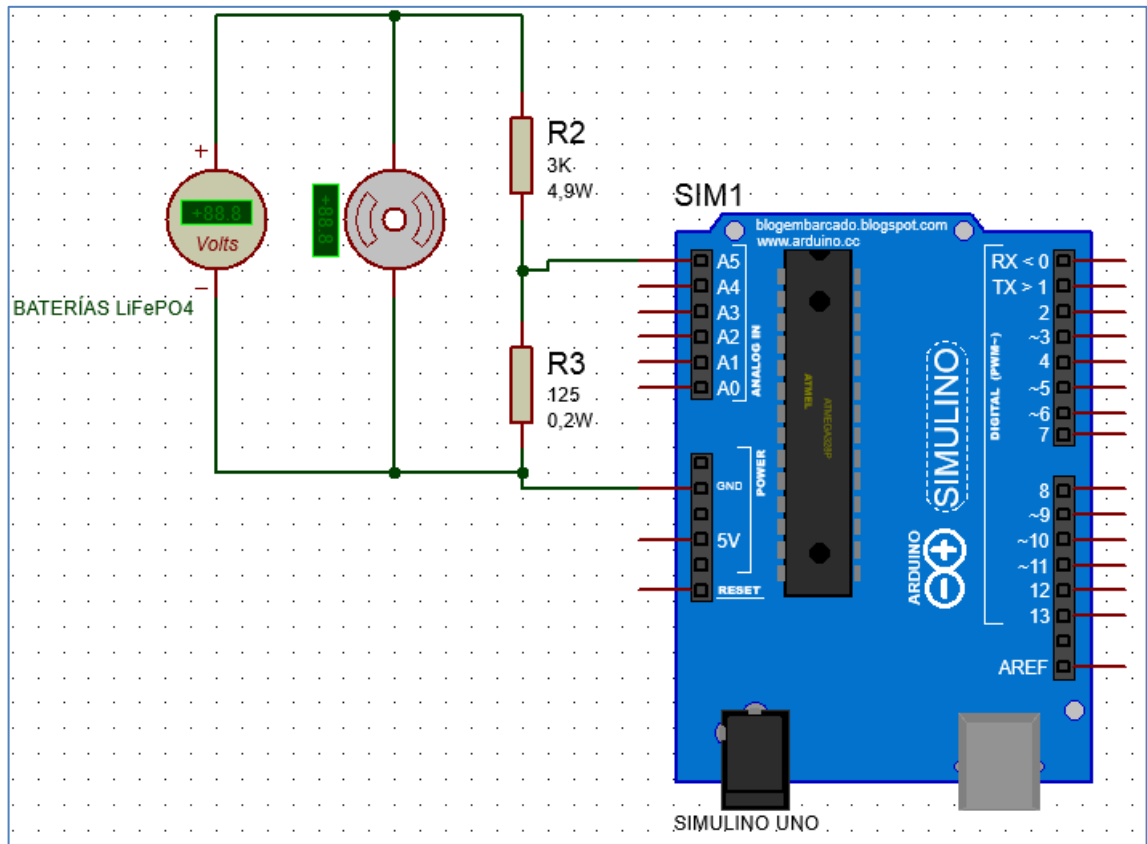 +88.8
Volts
+
−
BATERÍAS LiFePO4
+88.8
R2
3K
4,9W
R3
125
0,2W
SIM1
blogembarcado.blogspot.com
www.arduino.cc
A5
A4
A3
A2
A1
A0
ANALOG IN
GND
5V
POWER
RESET
ATMEL
ATMEGA328P
RX < 0
TX > 1
2
~3
4
~5
~6
7
DIGITAL (PWM~)
SIMULINO
ARDUINO
8
~9
~10
~11
12
13
AREF
SIMULINO UNO